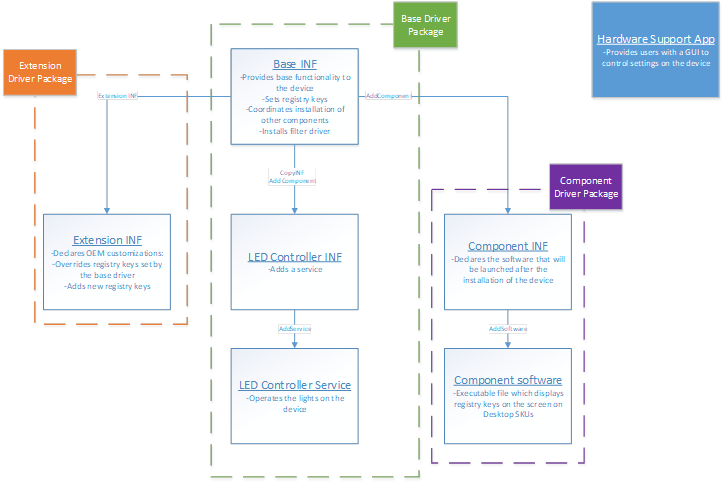 Base Driver
Package
Hardware Support App
-Provides users with a GUI to
control settings on the device
Extension
Driver Package
Base INF
-Provides base functionality to
the device
-Sets registry keys
-Coordinates installation of
other components
-Installs filter driver
Extension INF
AddComponent
CopyINF
AddComponent
Component
Driver Package
Extension INF
-Declares OEM customizations:
-Overrides registry keys set by
the base driver
-Adds new registry keys
LED Controller INF
-Adds a service
Component INF
-Declares the software that will
be launched after the
installation of the device
AddService
AddSoftware
LED Controller Service
-Operates the lights on the
device
Component software
-Executable file which displays
registry keys on the screen on
Desktop SKUs